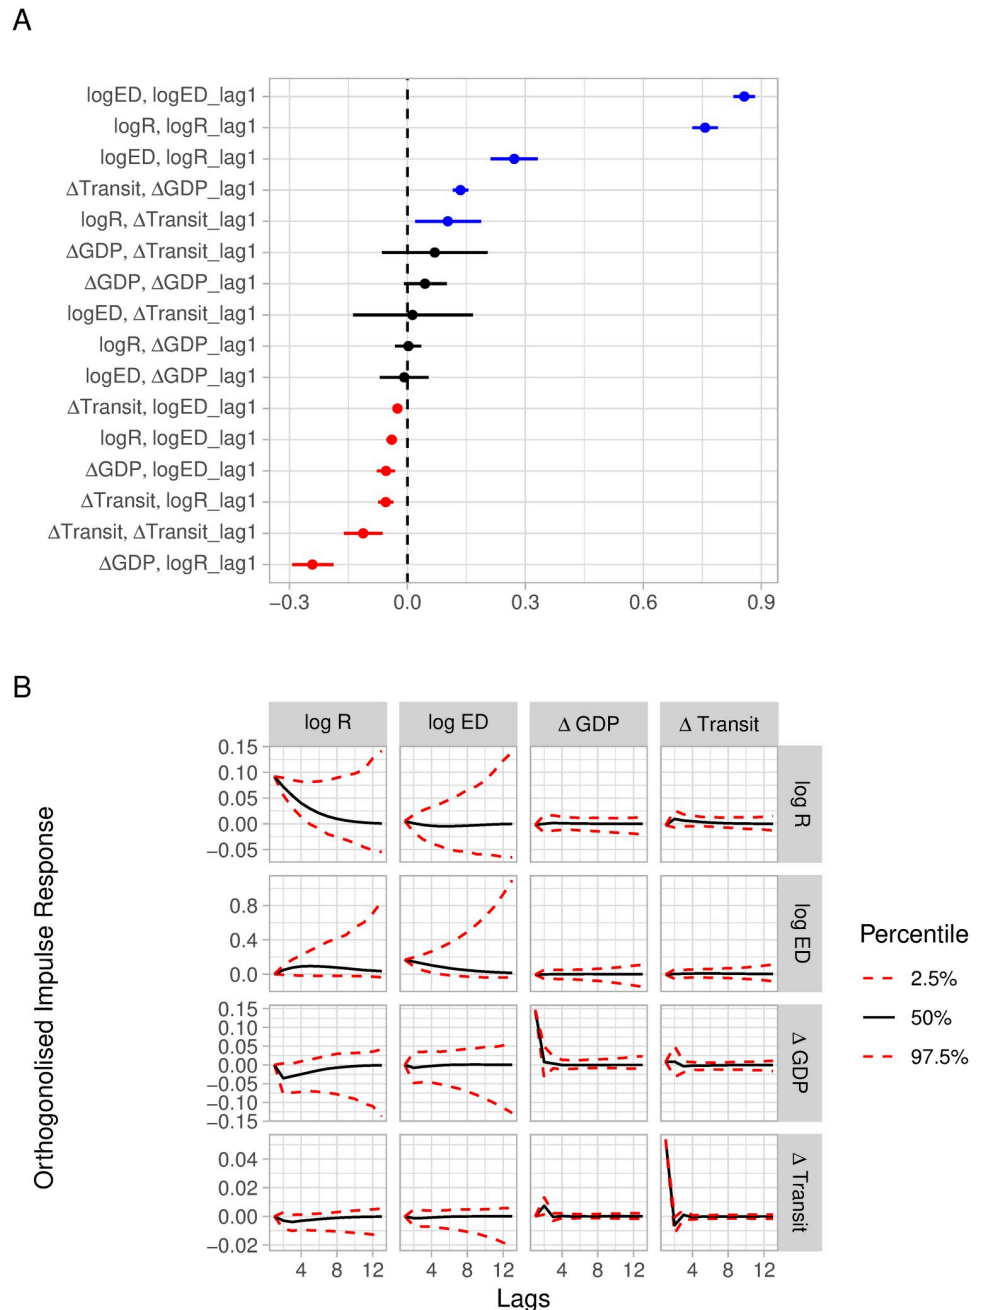 A
logED, logED_lag1
logR, logR_lag1
logED, logR_lag1
ΔTransit, ΔGDP_lag1
logR, ΔTransit_lag1
ΔGDP, ΔTransit_lag1
ΔGDP, ΔGDP_lag1
logED, ΔTransit_lag1
logR, ΔGDP_lag1
logED, ΔGDP_lag1
ΔTransit, logED_lag1
logR, logED_lag1
ΔGDP, logED_lag1
ΔTransit, logR_lag1
ΔTransit, ΔTransit_lag1
ΔGDP, logR_lag1
−0.3 0.0 0.3 0.6 0.9
B
log R log ED Δ GDP Δ Transit
Orthogonolised Impulse Response
0.15
0.10
0.05
0.00
−0.05
log R
0.8
0.4
0.0
log ED
0.15
0.10
0.05
0.00
−0.05
−0.10
−0.15
Δ GDP
0.04
0.02
0.00
−0.02
Δ Transit
4 8 12 4 8 12 4 8 12 4 8 12
Lags
Percentile
2.5%
50%
97.5%